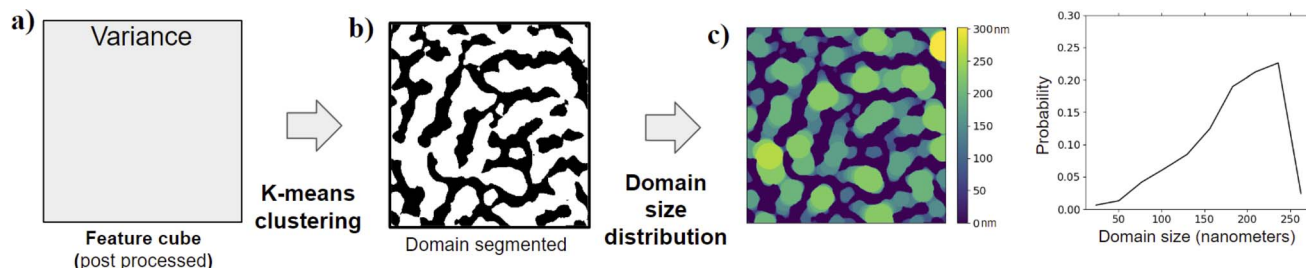 a)
Variance
Feature cube
(post processed)
K-means
clustering
b)
Domain segmented
Domain
size
distribution
c)
300nm
250
200
150
100
50
0nm
Probability
0.30
0.25
0.20
0.15
0.10
0.05
0.00
50 100 150 200 250
Domain size (nanometers)